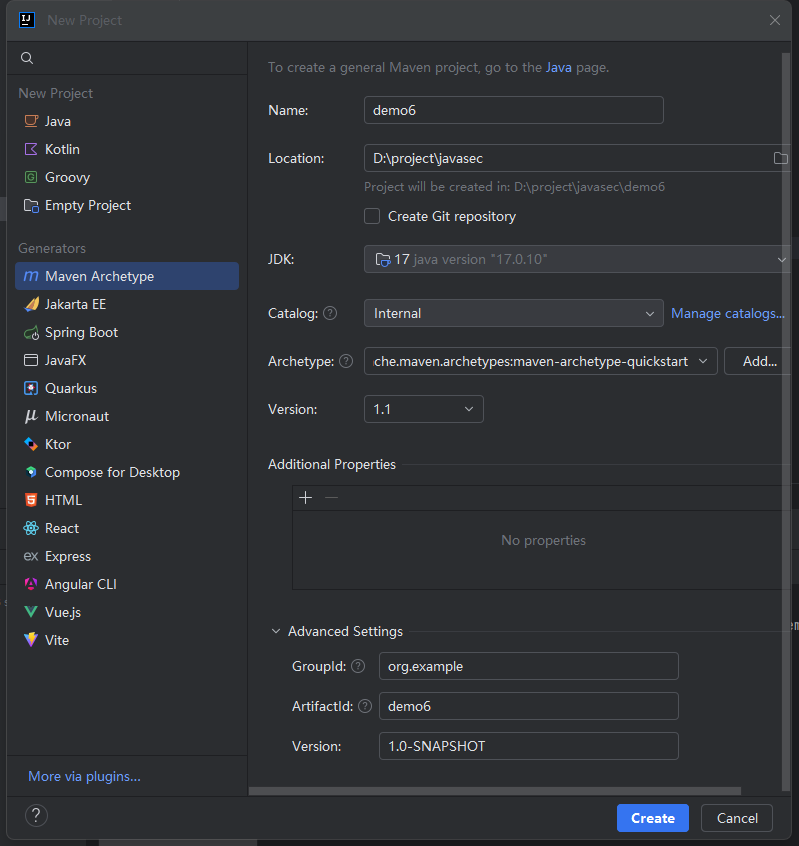 New Project
New Project
Java
Kotlin
Groovy
Empty Project
Generators
Maven Archetype
Jakarta EE
Spring Boot
JavaFX
Quarkus
Micronaut
Ktor
Compose for Desktop
HTML
React
Express
Angular CLI
Vue.js
Vite
More via plugins...
To create a general Maven project, go to the Java page.
Name: demo6
Location: D:\project\javasec
Project will be created in: D:\project\javasec\demo6
Create Git repository
JDK: 17 java version "17.0.10"
Catalog: ? Internal Manage catalogs...
Archetype: ? che.maven.archetypes:maven-archetype-quickstart Add...
Version: 1.1
Additional Properties
No properties
Advanced Settings
GroupId: ? org.example
ArtifactId: ? demo6
Version: 1.0-SNAPSHOT
? Create Cancel